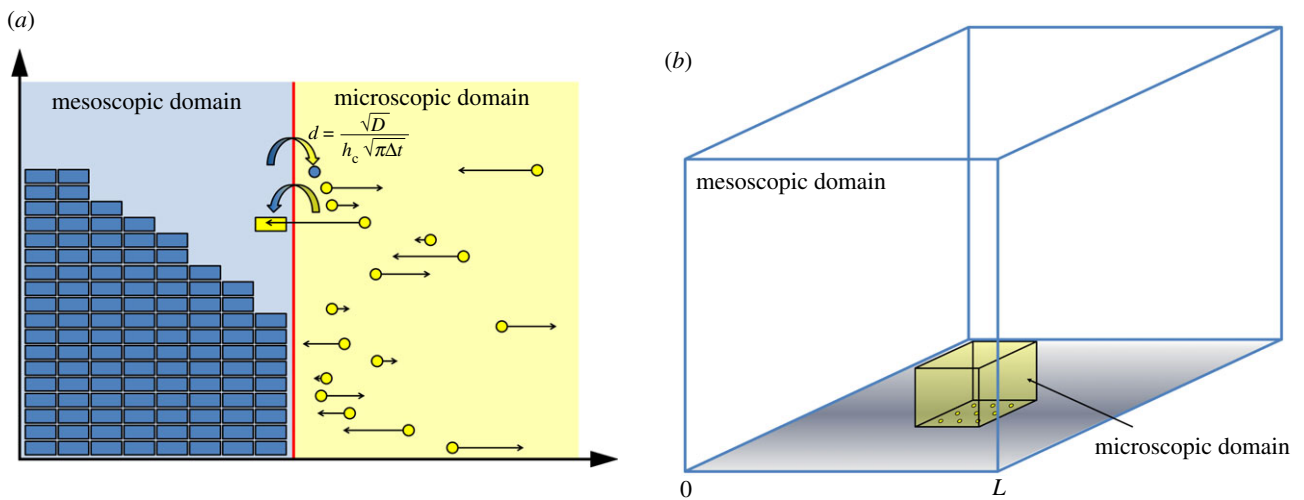 (a)
mesoscopic domain
microscopic domain
d = √D / h_c √πΔt
(b)
mesoscopic domain
microscopic domain
0
L